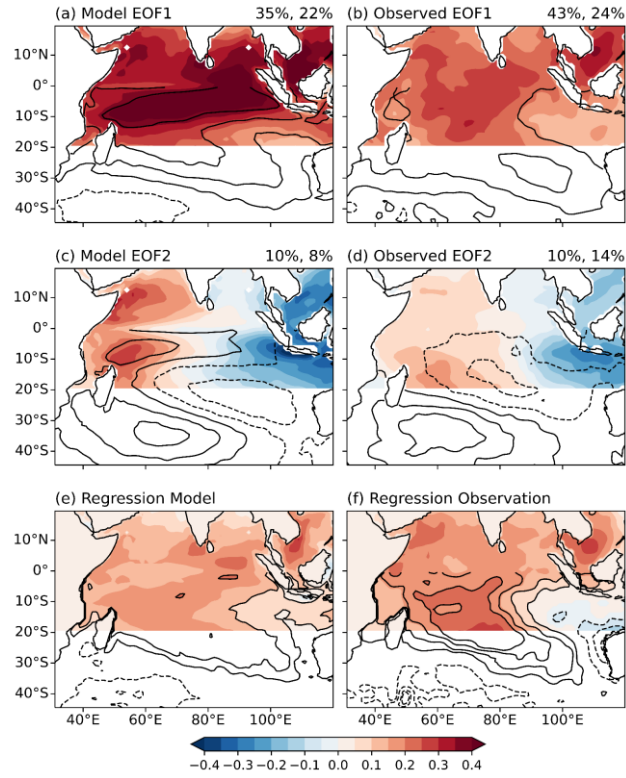 (a) Model EOF1 35%, 22%
(b) Observed EOF1 43%, 24%
10°N
0°
10°S
20°S
30°S
40°S
(c) Model EOF2 10%, 8%
(d) Observed EOF2 10%, 14%
10°N
0°
10°S
20°S
30°S
40°S
(e) Regression Model
(f) Regression Observation
10°N
0°
10°S
20°S
30°S
40°S
40°E 60°E 80°E 100°E
40°E 60°E 80°E 100°E
−0.4 −0.3 −0.2 −0.1 0.0 0.1 0.2 0.3 0.4